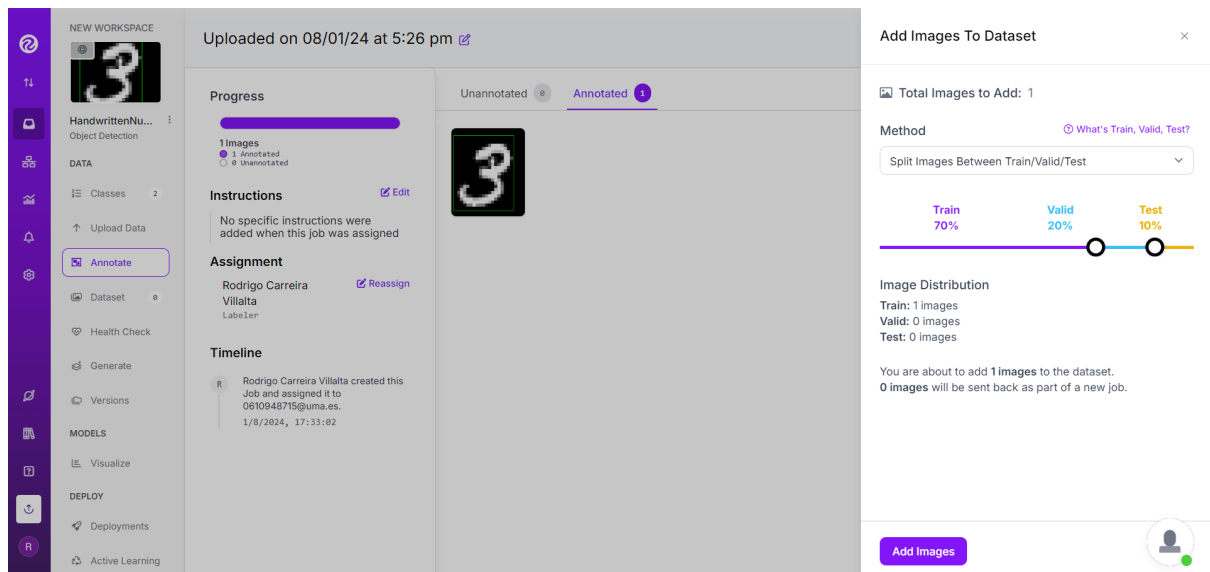 NEW WORKSPACE
HandwrittenNu...
Object Detection
DATA
Classes 2
Upload Data
Annotate
Dataset 0
Health Check
Generate
Versions
MODELS
Visualize
DEPLOY
Deployments
Active Learning
R
Uploaded on 08/01/24 at 5:26 pm
Progress
1 Images
1 Annotated
0 Unannotated
Instructions
Edit
No specific instructions were
added when this job was assigned
Assignment
Rodrigo Carreira
Villalta
Reassign
Labeler
Timeline
R
Rodrigo Carreira Villalta created this
Job and assigned it to
0610948715@uma.es.
1/8/2024, 17:33:02
Unannotated 0
Annotated 1
3
Add Images To Dataset
Total Images to Add: 1
Method
What's Train, Valid, Test?
Split Images Between Train/Valid/Test
Train Valid Test
70% 20% 10%
Image Distribution
Train: 1 images
Valid: 0 images
Test: 0 images
You are about to add 1 images to the dataset.
0 images will be sent back as part of a new job.
Add Images